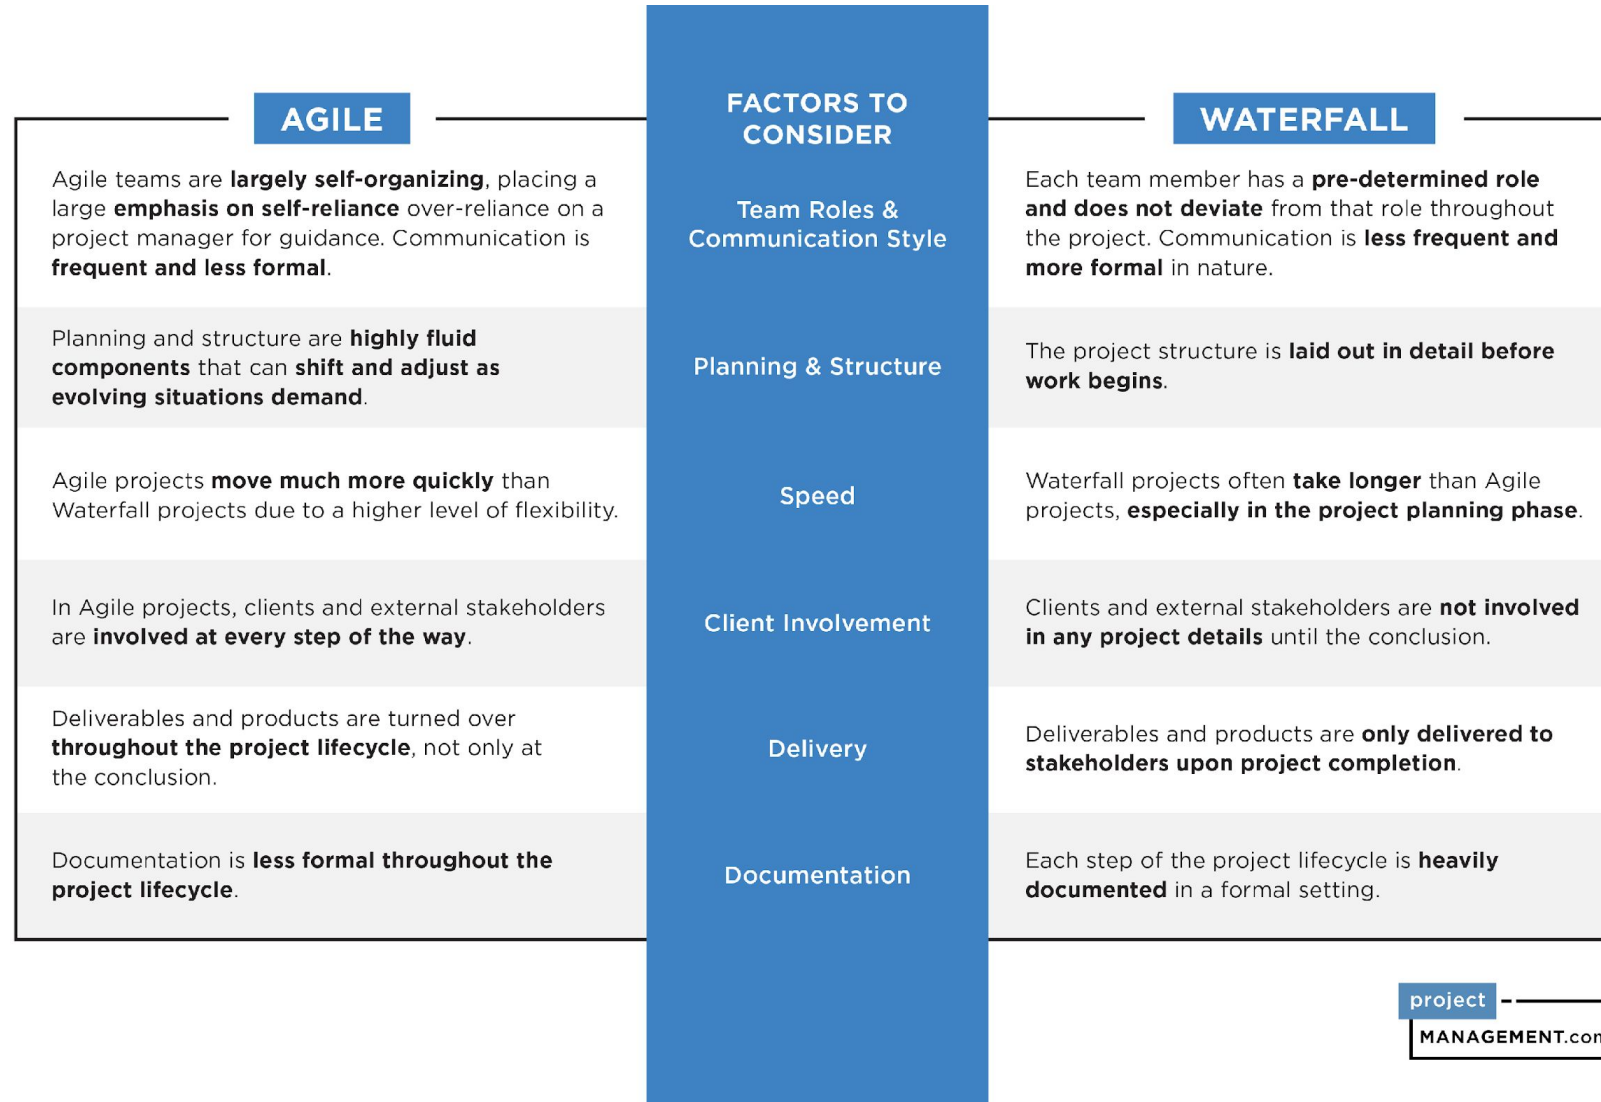 AGILE
FACTORS TO
CONSIDER
WATERFALL
Agile teams are largely self-organizing, placing a
large emphasis on self-reliance over-reliance on a
project manager for guidance. Communication is
frequent and less formal.
Team Roles &
Communication Style
Each team member has a pre-determined role
and does not deviate from that role throughout
the project. Communication is less frequent and
more formal in nature.
Planning and structure are highly fluid
components that can shift and adjust as
evolving situations demand.
Planning & Structure
The project structure is laid out in detail before
work begins.
Agile projects move much more quickly than
Waterfall projects due to a higher level of flexibility.
Speed
Waterfall projects often take longer than Agile
projects, especially in the project planning phase.
In Agile projects, clients and external stakeholders
are involved at every step of the way.
Client Involvement
Clients and external stakeholders are not involved
in any project details until the conclusion.
Deliverables and products are turned over
throughout the project lifecycle, not only at
the conclusion.
Delivery
Deliverables and products are only delivered to
stakeholders upon project completion.
Documentation is less formal throughout the
project lifecycle.
Documentation
Each step of the project lifecycle is heavily
documented in a formal setting.
project
MANAGEMENT.com